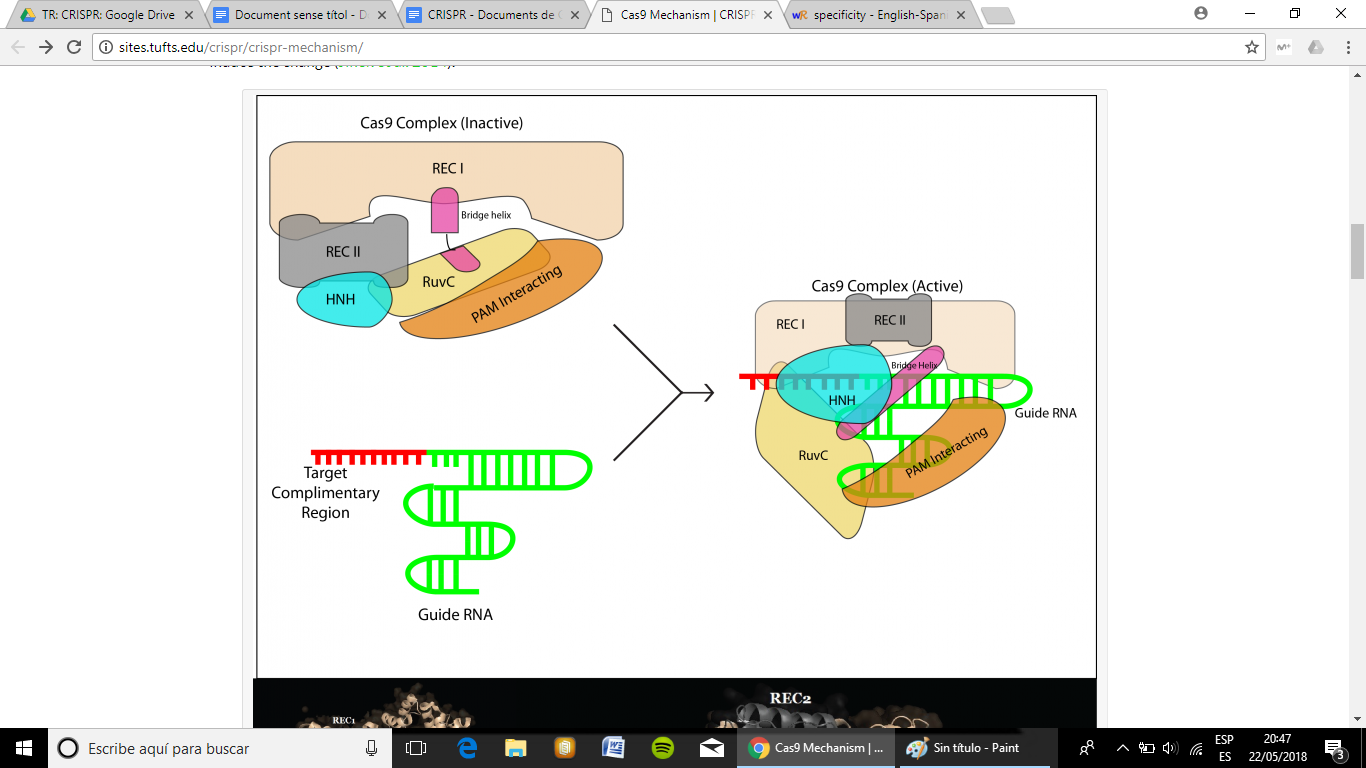 TR: CRISPR: Google Drive
Document sense títol - D
CRISPR - Documents de G
Cas9 Mechanism | CRISPR
specificity - English-Span
sites.tufts.edu/crispr/crispr-mechanism/
Cas9 Complex (Inactive)
REC I
Bridge helix
REC II
RuvC
HNH
PAM Interacting
Target
Complimentary
Region
Guide RNA
Cas9 Complex (Active)
REC I
REC II
Bridge Helix
HNH
Guide RNA
RuvC
PAM Interacting
REC1
REC2
Escribe aquí para buscar
Cas9 Mechanism | ...
Sin título - Paint
ESP
ES
20:47
22/05/2018
3